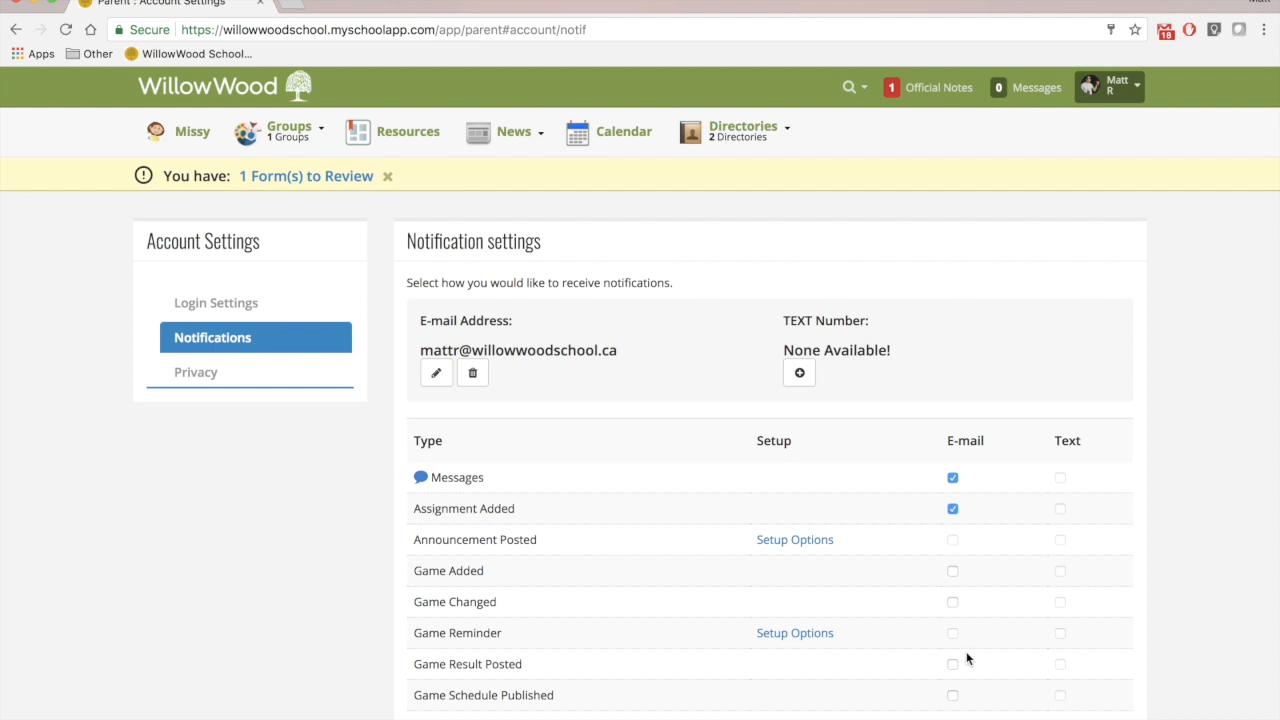 Parent : Account Settings
Matt
Secure https://willowwoodschool.myschoolapp.com/app/parent#account/notif
18
Apps Other WillowWood School...
WillowWood
1 Official Notes 0 Messages Matt R
Missy Groups 1 Groups Resources News Calendar Directories 2 Directories
You have: 1 Form(s) to Review
Account Settings
Login Settings
Notifications
Privacy
Notification settings
Select how you would like to receive notifications.
E-mail Address: TEXT Number:
mattr@willowwoodschool.ca None Available!
Type Setup E-mail Text
Messages
Assignment Added
Announcement Posted Setup Options
Game Added
Game Changed
Game Reminder Setup Options
Game Result Posted
Game Schedule Published